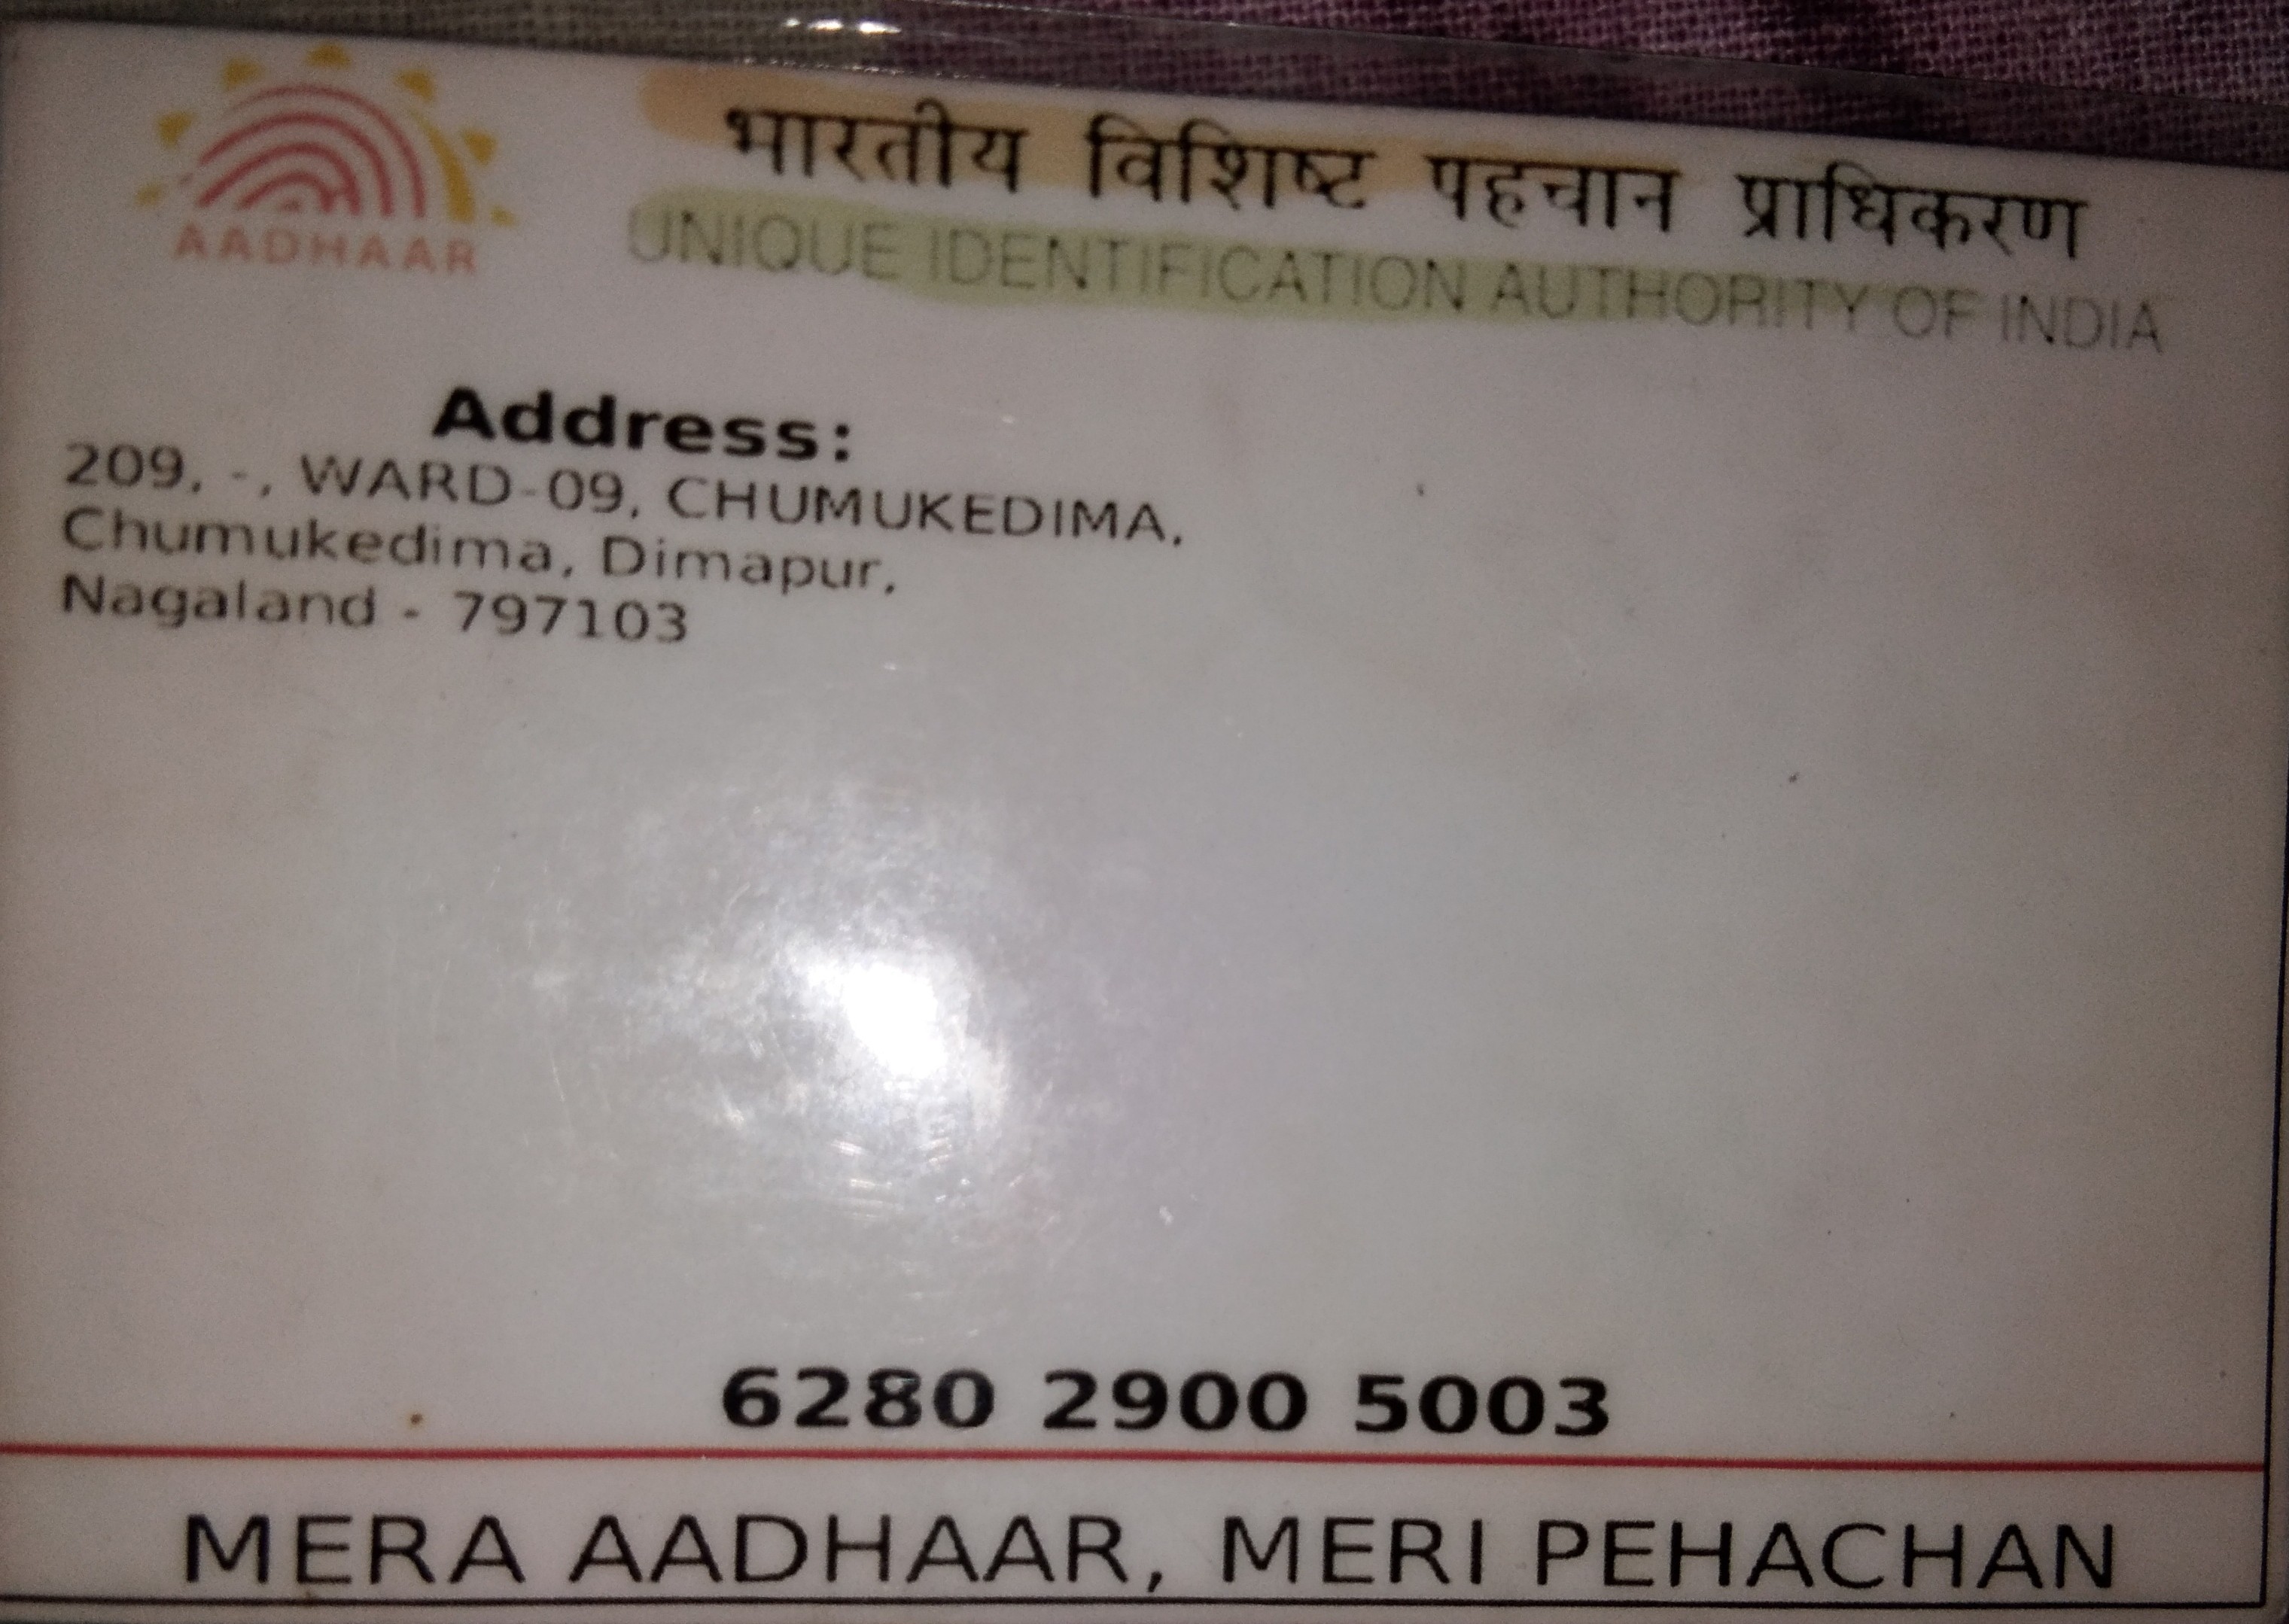 AADHAAR
भारतीय विशिष्ट पहचान प्राधिकरण
UNIQUE IDENTIFICATION AUTHORITY OF INDIA
Address:
209, -, WARD-09, CHUMUKEDIMA,
Chumukedima, Dimapur,
Nagaland - 797103
6280 2900 5003
MERA AADHAAR, MERI PEHACHAN